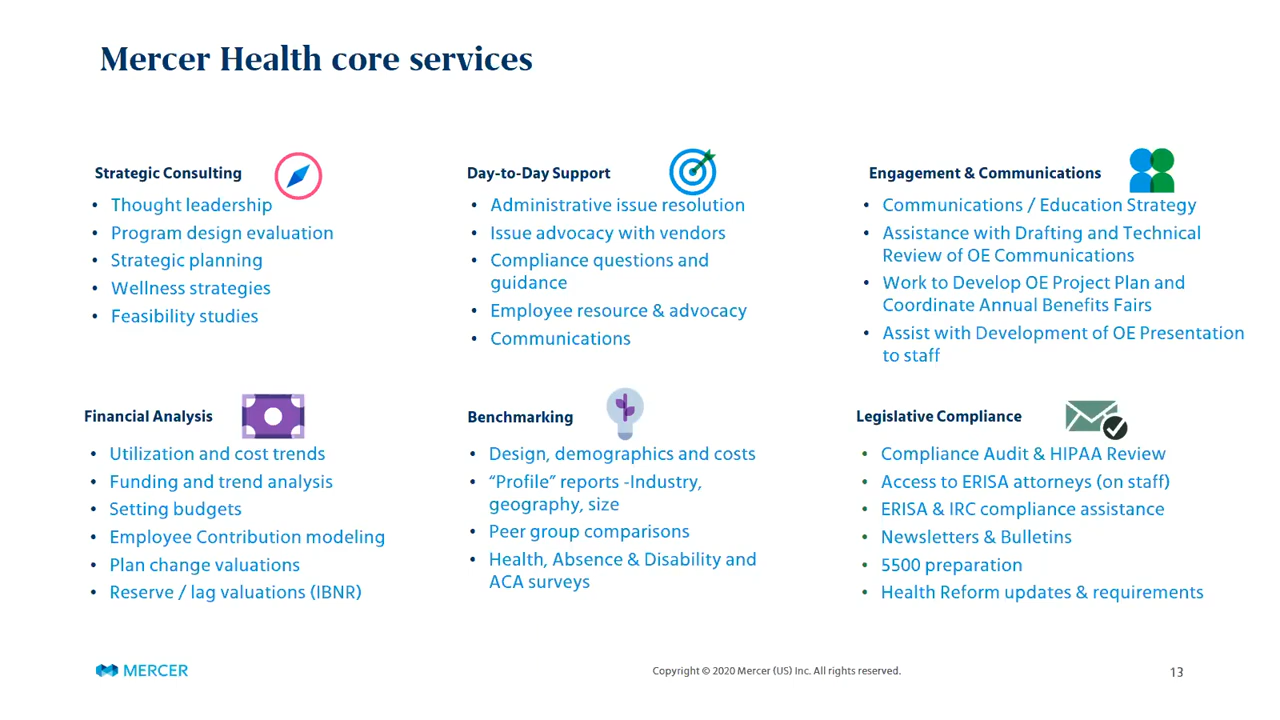 Mercer Health core services
Strategic Consulting
• Thought leadership
• Program design evaluation
• Strategic planning
• Wellness strategies
• Feasibility studies
Day-to-Day Support
• Administrative issue resolution
• Issue advocacy with vendors
• Compliance questions and
guidance
• Employee resource & advocacy
• Communications
Engagement & Communications
• Communications / Education Strategy
• Assistance with Drafting and Technical
Review of OE Communications
• Work to Develop OE Project Plan and
Coordinate Annual Benefits Fairs
• Assist with Development of OE Presentation
to staff
Financial Analysis
• Utilization and cost trends
• Funding and trend analysis
• Setting budgets
• Employee Contribution modeling
• Plan change valuations
• Reserve / lag valuations (IBNR)
Benchmarking
• Design, demographics and costs
• “Profile” reports -Industry,
geography, size
• Peer group comparisons
• Health, Absence & Disability and
ACA surveys
Legislative Compliance
• Compliance Audit & HIPAA Review
• Access to ERISA attorneys (on staff)
• ERISA & IRC compliance assistance
• Newsletters & Bulletins
• 5500 preparation
• Health Reform updates & requirements
MERCER
Copyright © 2020 Mercer (US) Inc. All rights reserved.
13